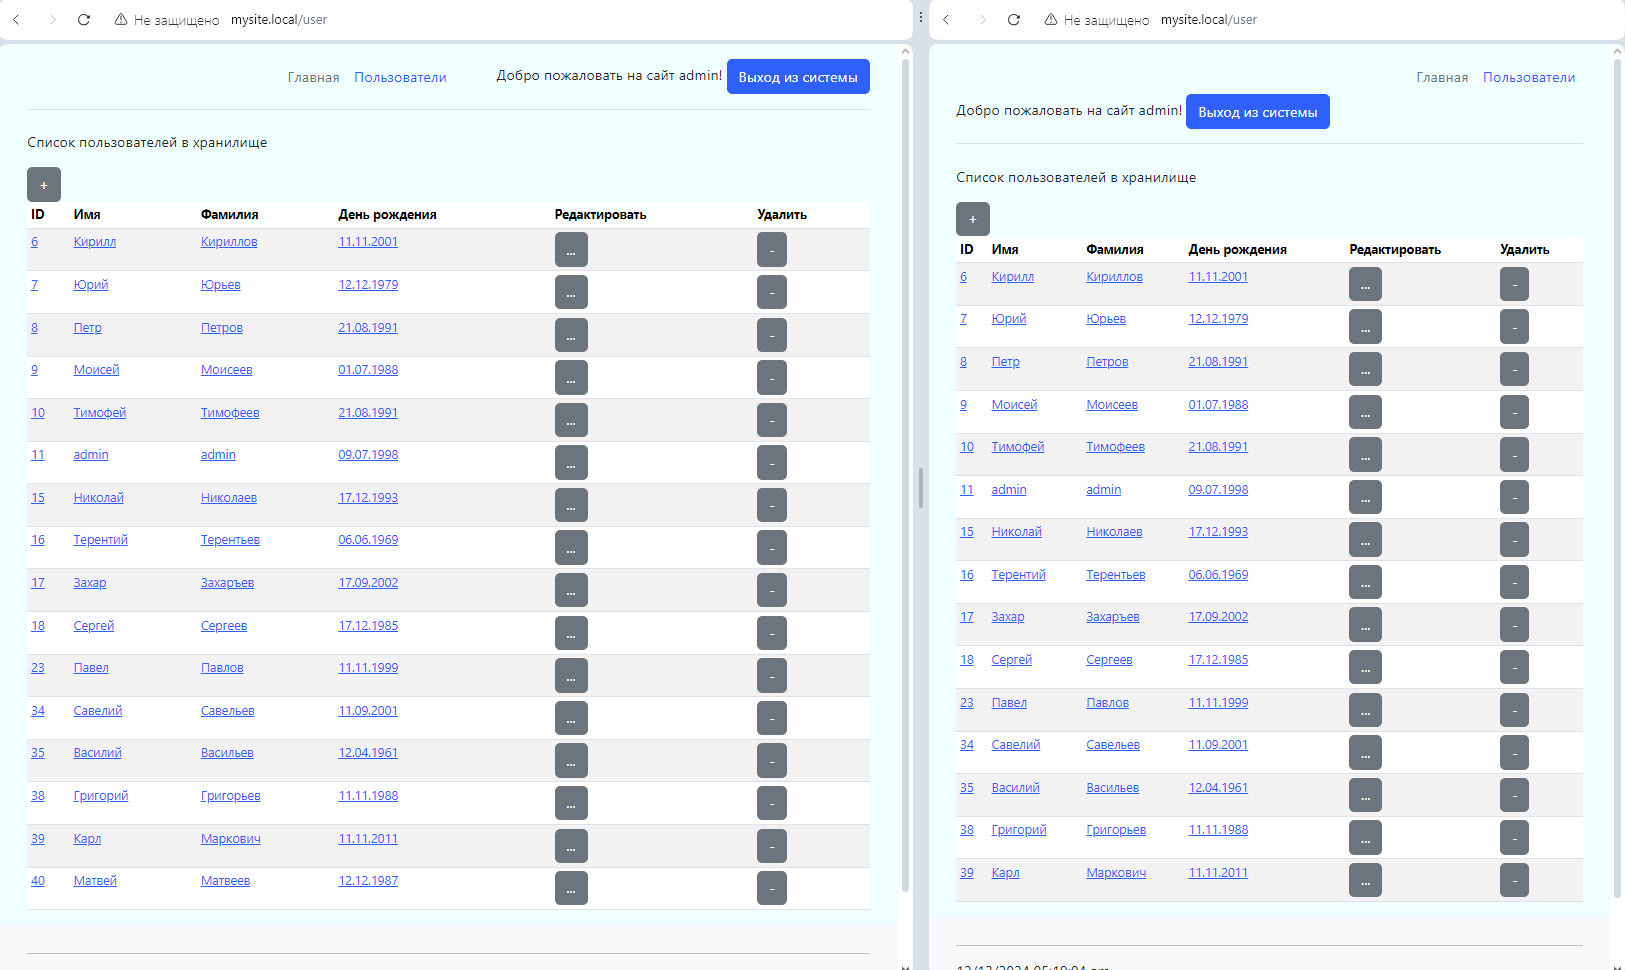 Не защищено mysite.local/user
Главная Пользователи Добро пожаловать на сайт admin! Выход из системы
Список пользователей в хранилище
+
ID Имя Фамилия День рождения Редактировать Удалить
6 Кирилл Кириллов 11.11.2001 ... -
7 Юрий Юрьев 12.12.1979 ... -
8 Петр Петров 21.08.1991 ... -
9 Моисей Моисеев 01.07.1988 ... -
10 Тимофей Тимофеев 21.08.1991 ... -
11 admin admin 09.07.1998 ... -
15 Николай Николаев 17.12.1993 ... -
16 Терентий Терентьев 06.06.1969 ... -
17 Захар Захаръев 17.09.2002 ... -
18 Сергей Сергеев 17.12.1985 ... -
23 Павел Павлов 11.11.1999 ... -
34 Савелий Савельев 11.09.2001 ... -
35 Василий Васильев 12.04.1961 ... -
38 Григорий Григорьев 11.11.1988 ... -
39 Карл Маркович 11.11.2011 ... -
40 Матвей Матвеев 12.12.1987 ... -
Не защищено mysite.local/user
Главная Пользователи
Добро пожаловать на сайт admin! Выход из системы
Список пользователей в хранилище
+
ID Имя Фамилия День рождения Редактировать Удалить
6 Кирилл Кириллов 11.11.2001 ... -
7 Юрий Юрьев 12.12.1979 ... -
8 Петр Петров 21.08.1991 ... -
9 Моисей Моисеев 01.07.1988 ... -
10 Тимофей Тимофеев 21.08.1991 ... -
11 admin admin 09.07.1998 ... -
15 Николай Николаев 17.12.1993 ... -
16 Терентий Терентьев 06.06.1969 ... -
17 Захар Захаръев 17.09.2002 ... -
18 Сергей Сергеев 17.12.1985 ... -
23 Павел Павлов 11.11.1999 ... -
34 Савелий Савельев 11.09.2001 ... -
35 Василий Васильев 12.04.1961 ... -
38 Григорий Григорьев 11.11.1988 ... -
39 Карл Маркович 11.11.2011 ... -